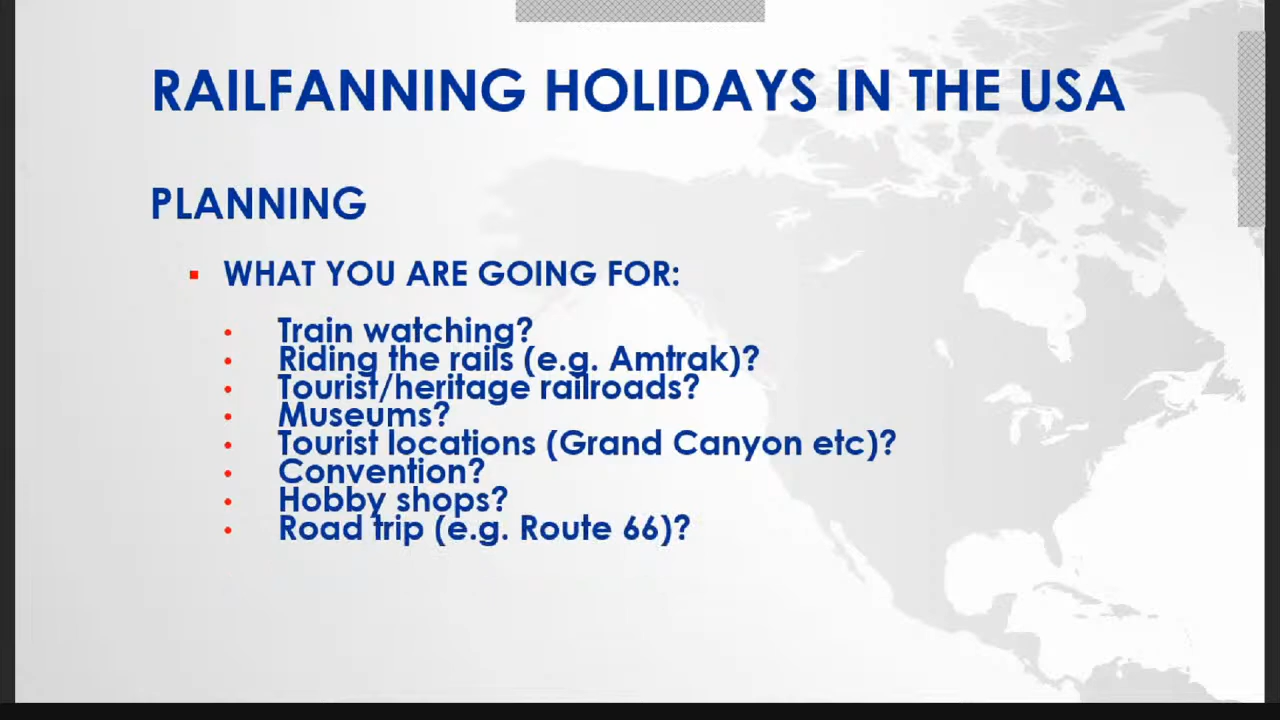 RAILFANNING HOLIDAYS IN THE USA
PLANNING
▪ WHAT YOU ARE GOING FOR:
• Train watching?
• Riding the rails (e.g. Amtrak)?
• Tourist/heritage railroads?
• Museums?
• Tourist locations (Grand Canyon etc)?
• Convention?
• Hobby shops?
• Road trip (e.g. Route 66)?